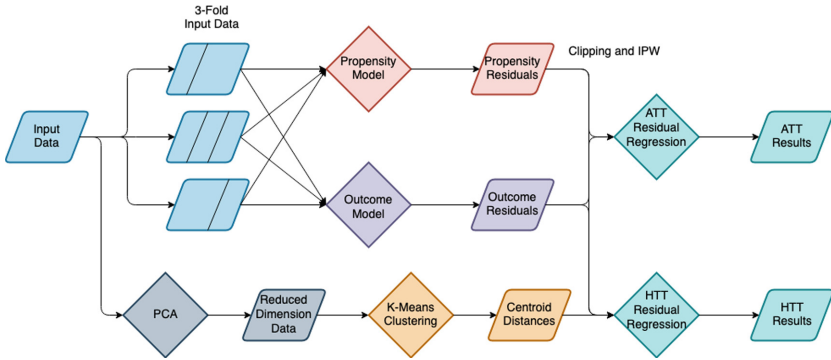 3-Fold
Input Data
Propensity
Model
Propensity
Residuals
Clipping and IPW
Input
Data
ATT
Residual
Regression
ATT
Results
Outcome
Model
Outcome
Residuals
PCA
Reduced
Dimension
Data
K-Means
Clustering
Centroid
Distances
HTT
Residual
Regression
HTT
Results